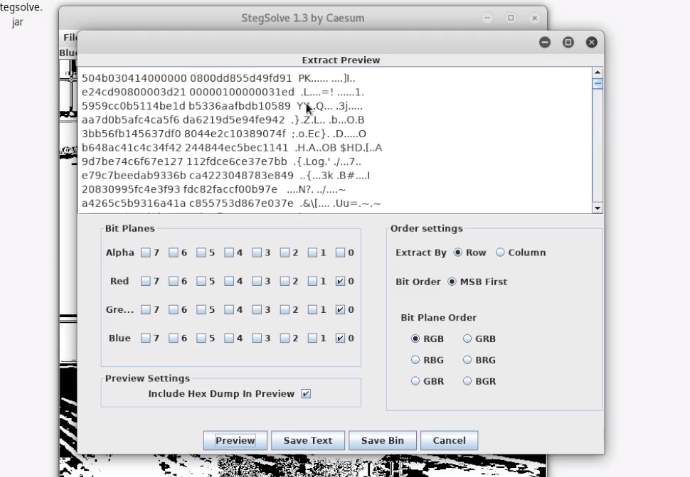 tegsolve.
jar
StegSolve 1.3 by Caesum
File
Blue
Extract Preview
504b030414000000 0800dd855d49fd91 PK...... ....]I..
e24cd90800003d21 00000100000031ed .L....=! ......1.
5959cc0b5114be1d b5336aafbdb10589 YY..Q... .3j.....
aa7d0b5afc4ca5f6 da6219d5e94fe942 .}.Z.L.. .b...O.B
3bb56fb145637df0 8044e2c10389074f ;.o.Ec}. .D.....O
b648ac41c4c34f42 244844ec5bec1141 .H.A..OB $HD.[..A
9d7be74c6f67e127 112fdce6ce37e7bb .{.Log.' ./...7..
e79c7beedab9336b ca4223048783e849 ..{...3k .B#....I
20830995fc4e3f93 fdc82faccf00b97e ....N?. ../....~
a4265c5b9316a41a c855753d867e037e .&\[.... .Uu=.~.~
Bit Planes
Alpha 7 6 5 4 3 2 1 0
Red 7 6 5 4 3 2 1 0
Gre... 7 6 5 4 3 2 1 0
Blue 7 6 5 4 3 2 1 0
Preview Settings
Include Hex Dump In Preview
Order settings
Extract By Row Column
Bit Order MSB First
Bit Plane Order
RGB GRB
RBG BRG
GBR BGR
Preview Save Text Save Bin Cancel